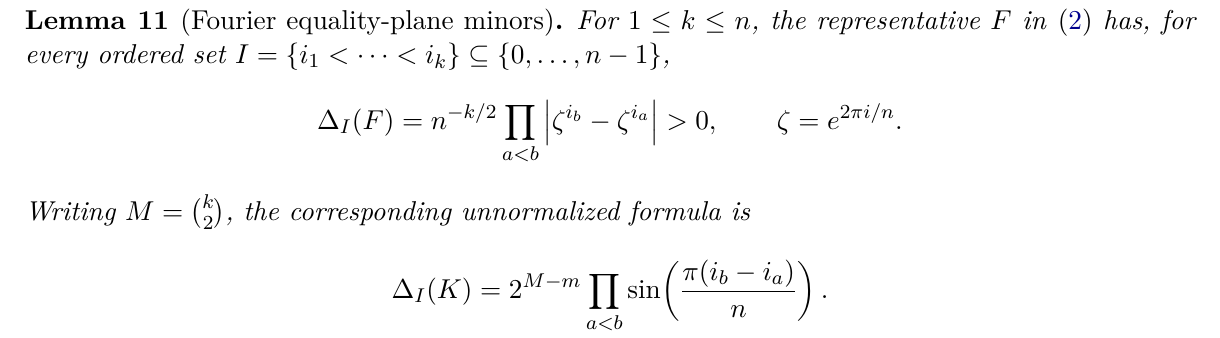 Lemma 11 (Fourier equality-plane minors). For 1 ≤ k ≤ n, the representative F in (2) has, for
every ordered set I = {i₁ < ⋯ < iₖ} ⊆ {0, . . . , n − 1},
Δ_I(F) = n^{−k/2} ∏_{a<b} |ζ^{i_b} − ζ^{i_a}| > 0, ζ = e^{2πi/n}.
Writing M = \binom{k}{2}, the corresponding unnormalized formula is
Δ_I(K) = 2^{M−m} ∏_{a<b} sin(π(i_b − i_a)/n).